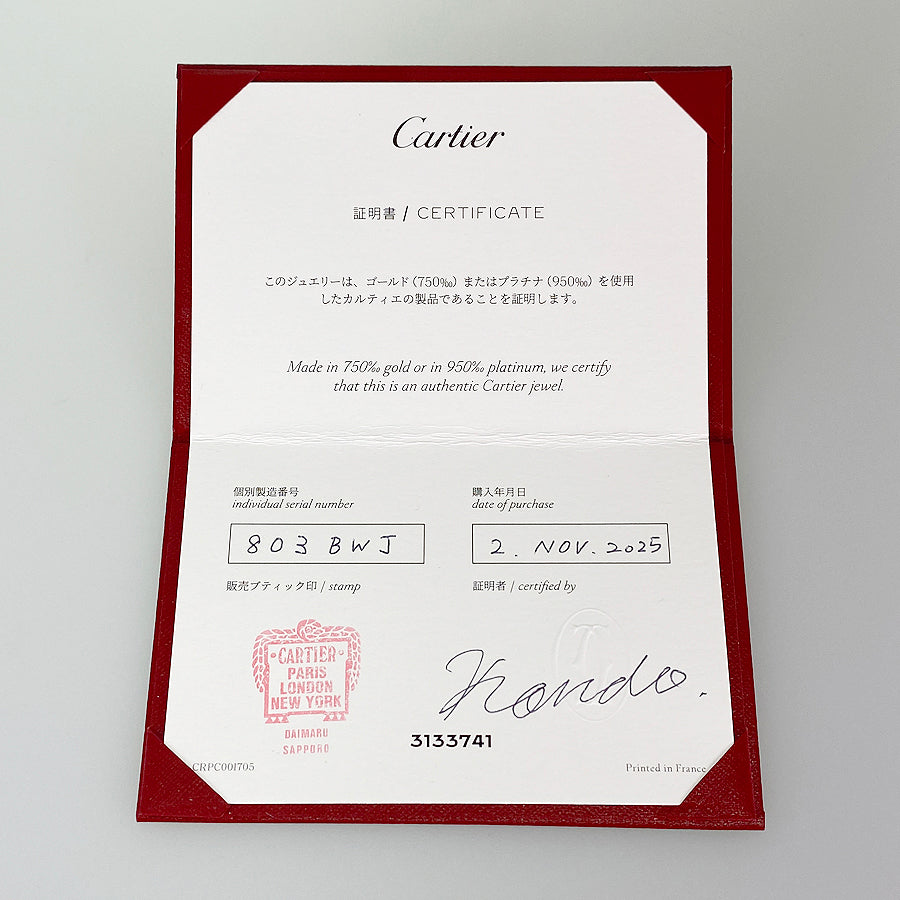 Cartier
証明書 / CERTIFICATE
このジュエリーは、ゴールド（750‰）またはプラチナ（950‰）を使用
したカルティエの製品であることを証明します。
Made in 750‰ gold or in 950‰ platinum, we certify
that this is an authentic Cartier jewel.
個別製造番号
individual serial number
803 BWJ
購入年月日
date of purchase
2. NOV. 2025
販売ブティック印 / stamp
·CARTIER·
PARIS
LONDON
NEW YORK
DAIMARU
SAPPORO
証明者 / certified by
Kondo.
3133741
CRPC001705
Printed in France